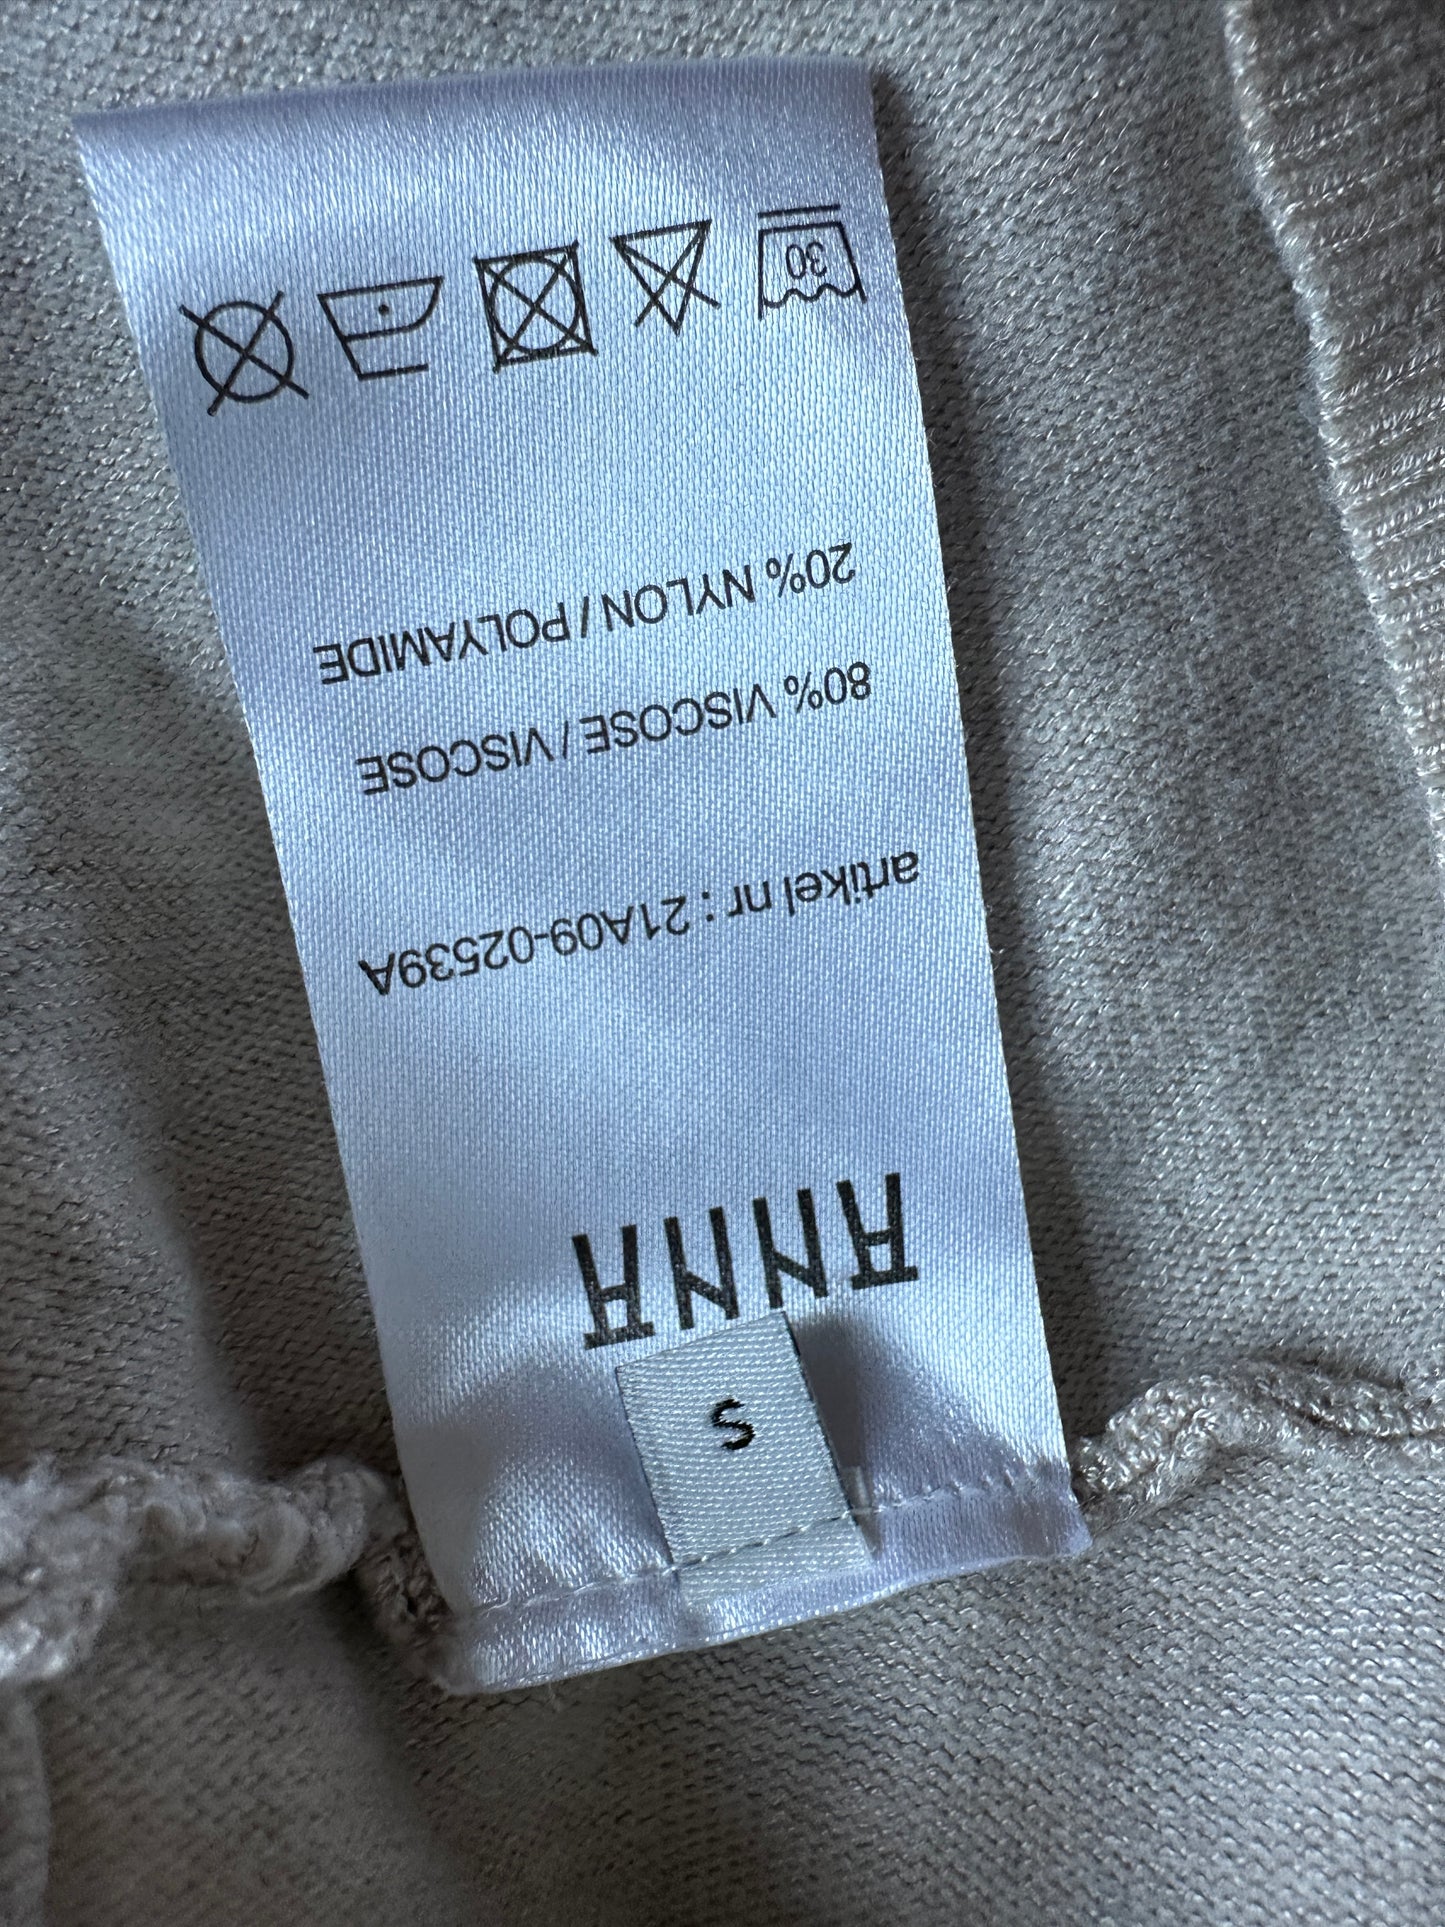 S
ANNA
artikel nr : 21A09-02539A
80% VISCOSE / VISCOSE
20% NYLON / POLYAMIDE
30